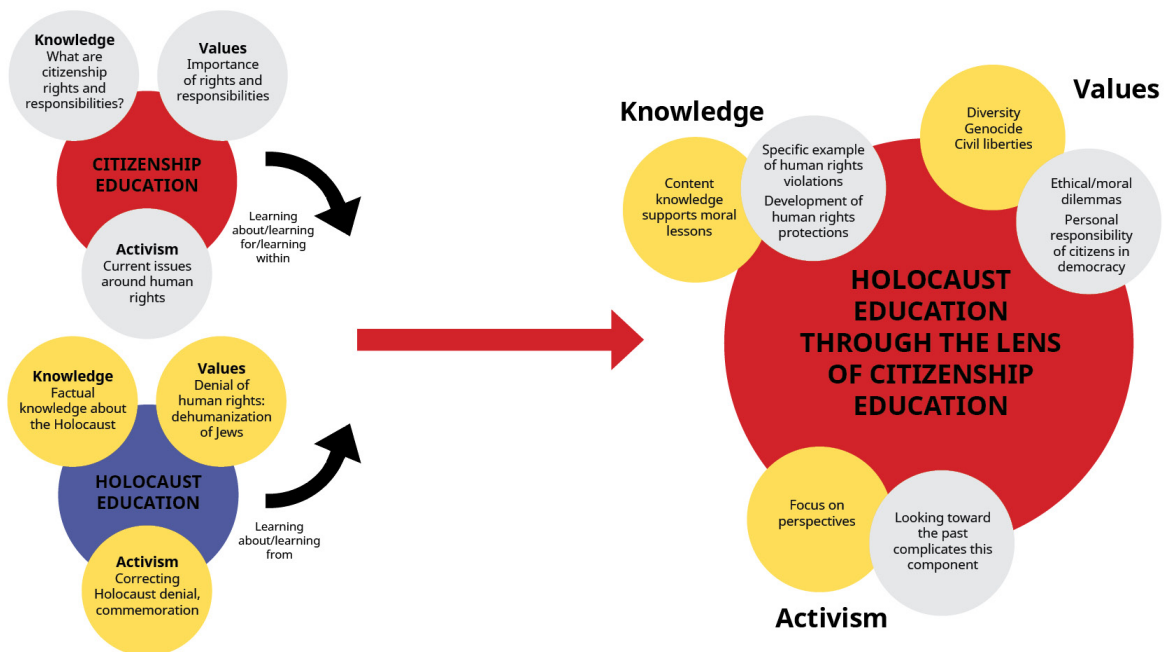 Knowledge
What are
citizenship
rights and
responsibilities?
Values
Importance
of rights and
responsibilities
CITIZENSHIP
EDUCATION
Activism
Current issues
around human
rights
Learning
about/learning
for/learning
within
Knowledge
Factual
knowledge about
the Holocaust
Values
Denial of
human rights:
dehumanization
of Jews
HOLOCAUST
EDUCATION
Activism
Correcting
Holocaust denial,
commemoration
Learning
about/learning
from
Knowledge
Content
knowledge
supports moral
lessons
Specific example
of human rights
violations
Development of
human rights
protections
Values
Diversity
Genocide
Civil liberties
Ethical/moral
dilemmas
Personal
responsibility
of citizens in
democracy
HOLOCAUST
EDUCATION
THROUGH THE LENS
OF CITIZENSHIP
EDUCATION
Focus on
perspectives
Looking toward
the past
complicates this
component
Activism